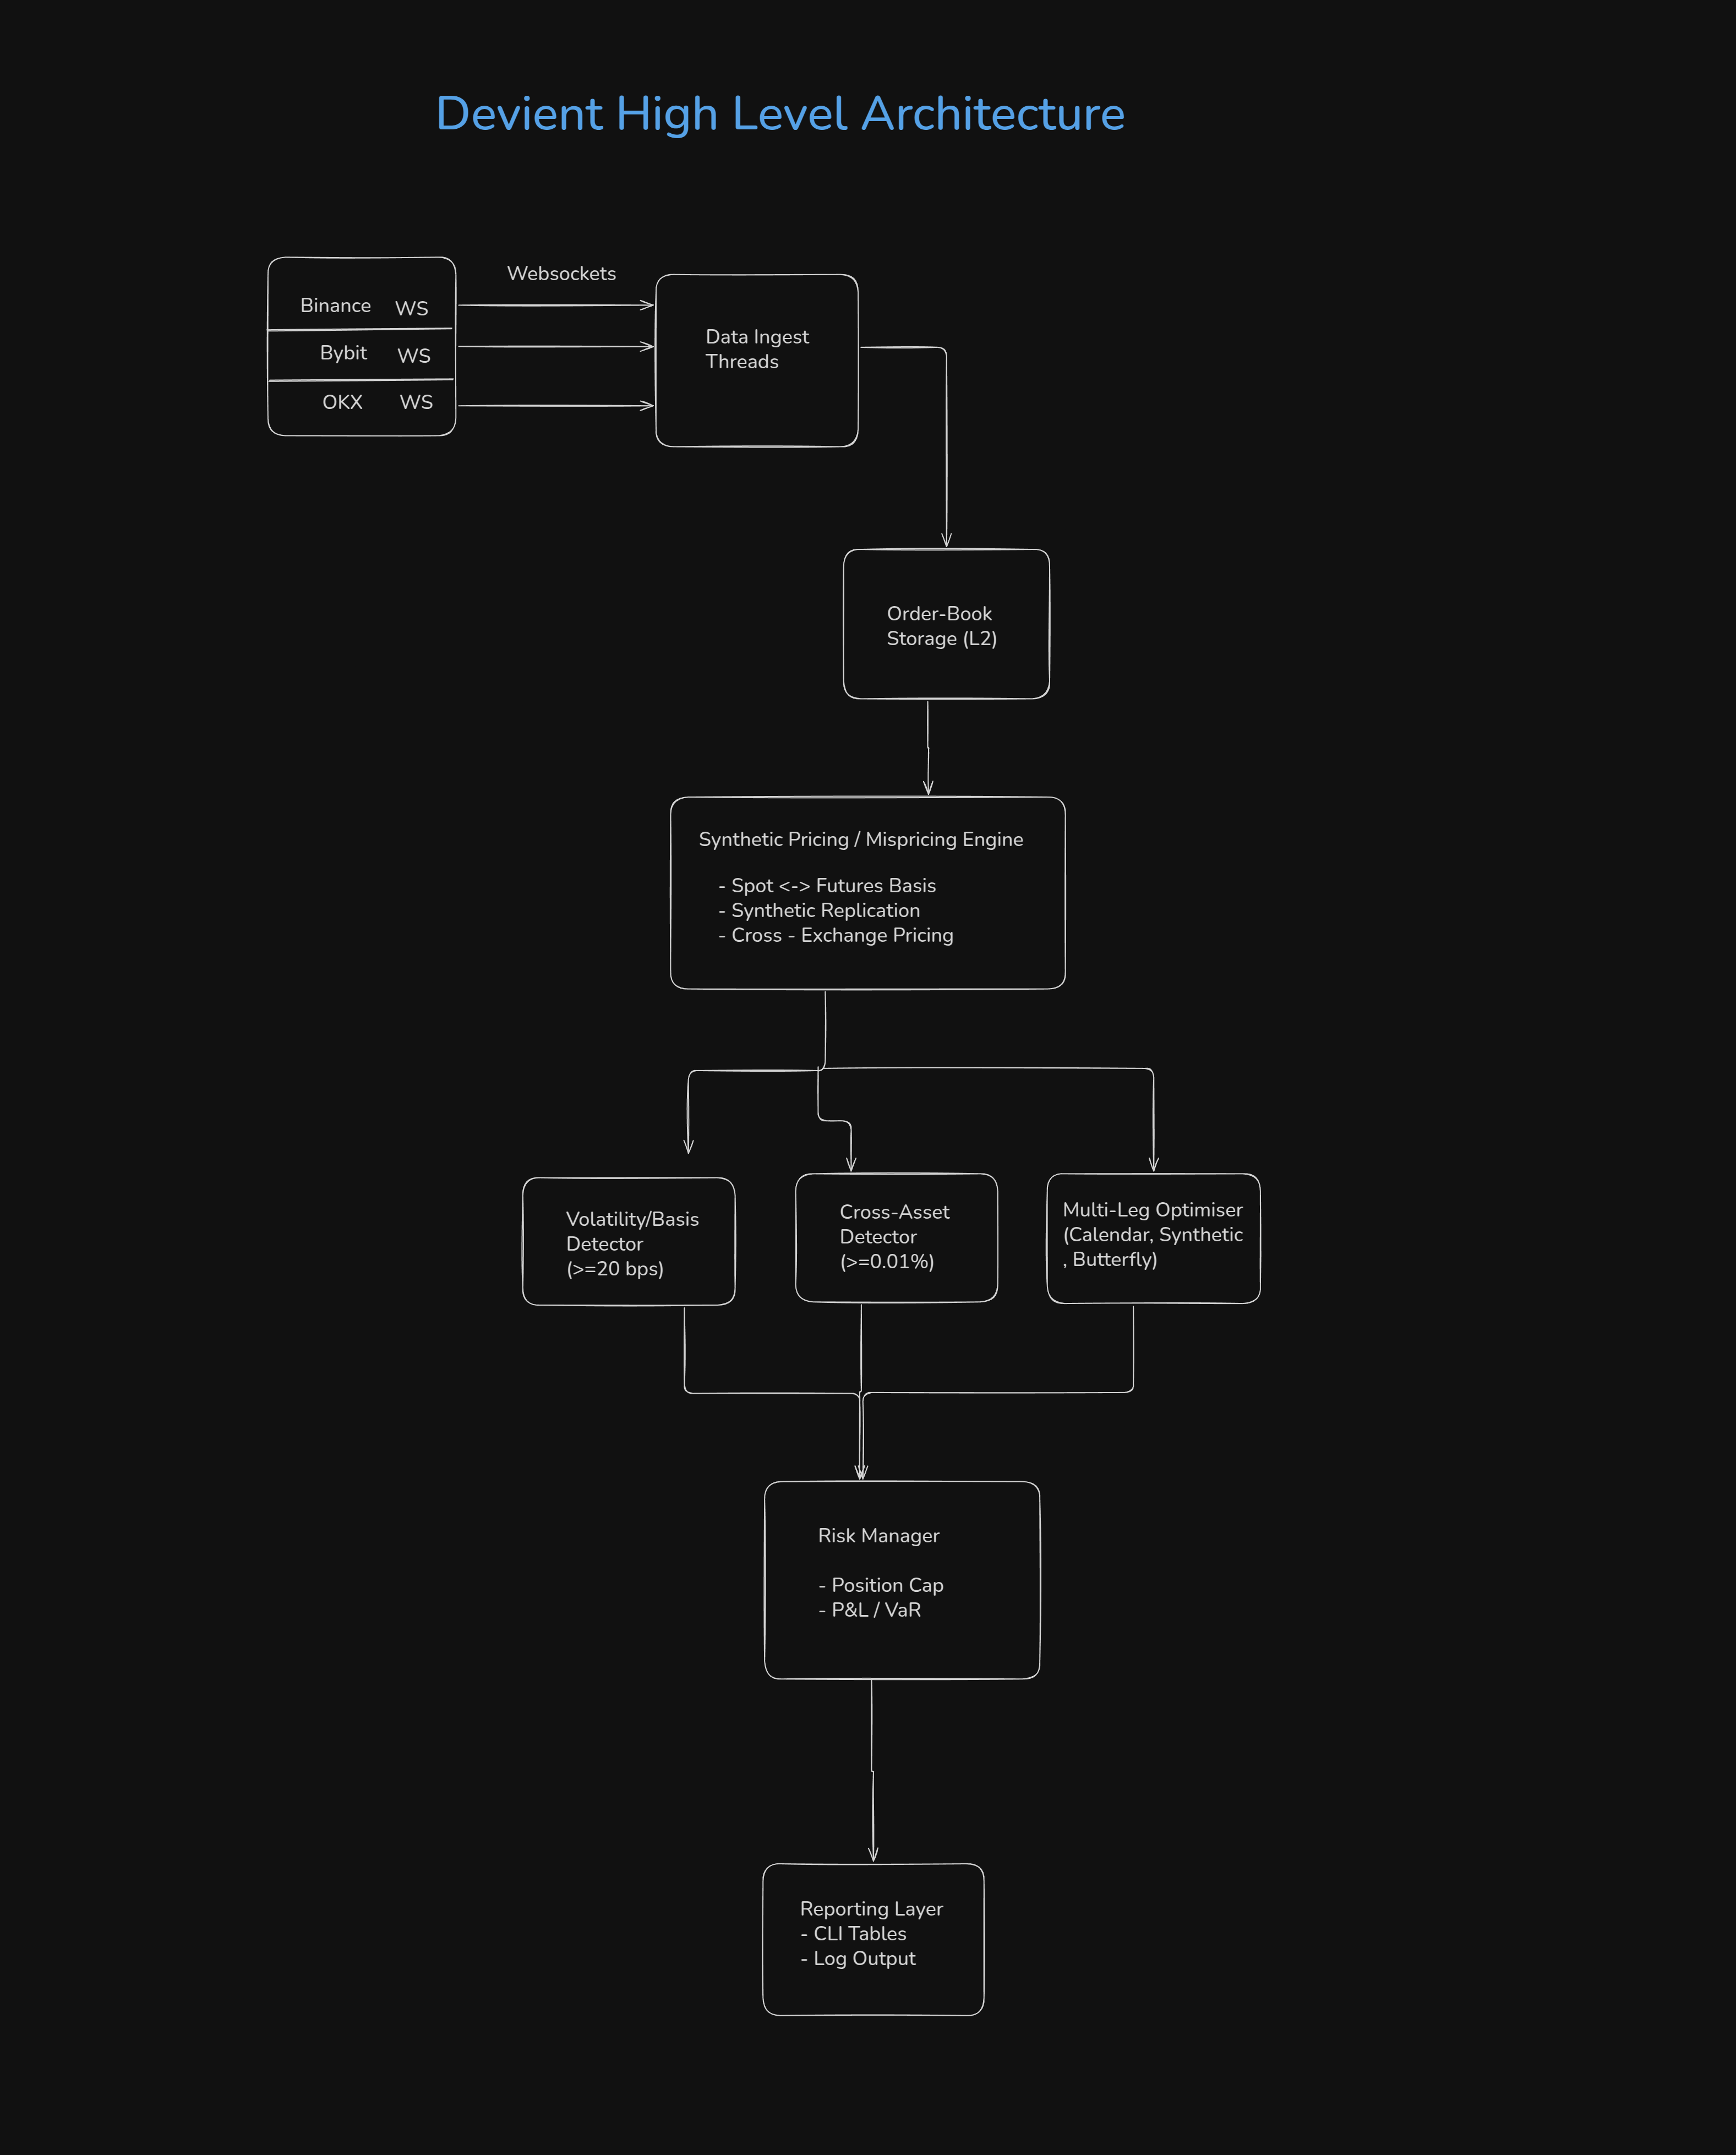 Devient High Level Architecture
Websockets
Binance WS
Bybit WS
OKX WS
Data Ingest
Threads
Order-Book
Storage (L2)
Synthetic Pricing / Mispricing Engine
- Spot <-> Futures Basis
- Synthetic Replication
- Cross - Exchange Pricing
Volatility/Basis
Detector
(>=20 bps)
Cross-Asset
Detector
(>=0.01%)
Multi-Leg Optimiser
(Calendar, Synthetic
, Butterfly)
Risk Manager
- Position Cap
- P&L / VaR
Reporting Layer
- CLI Tables
- Log Output